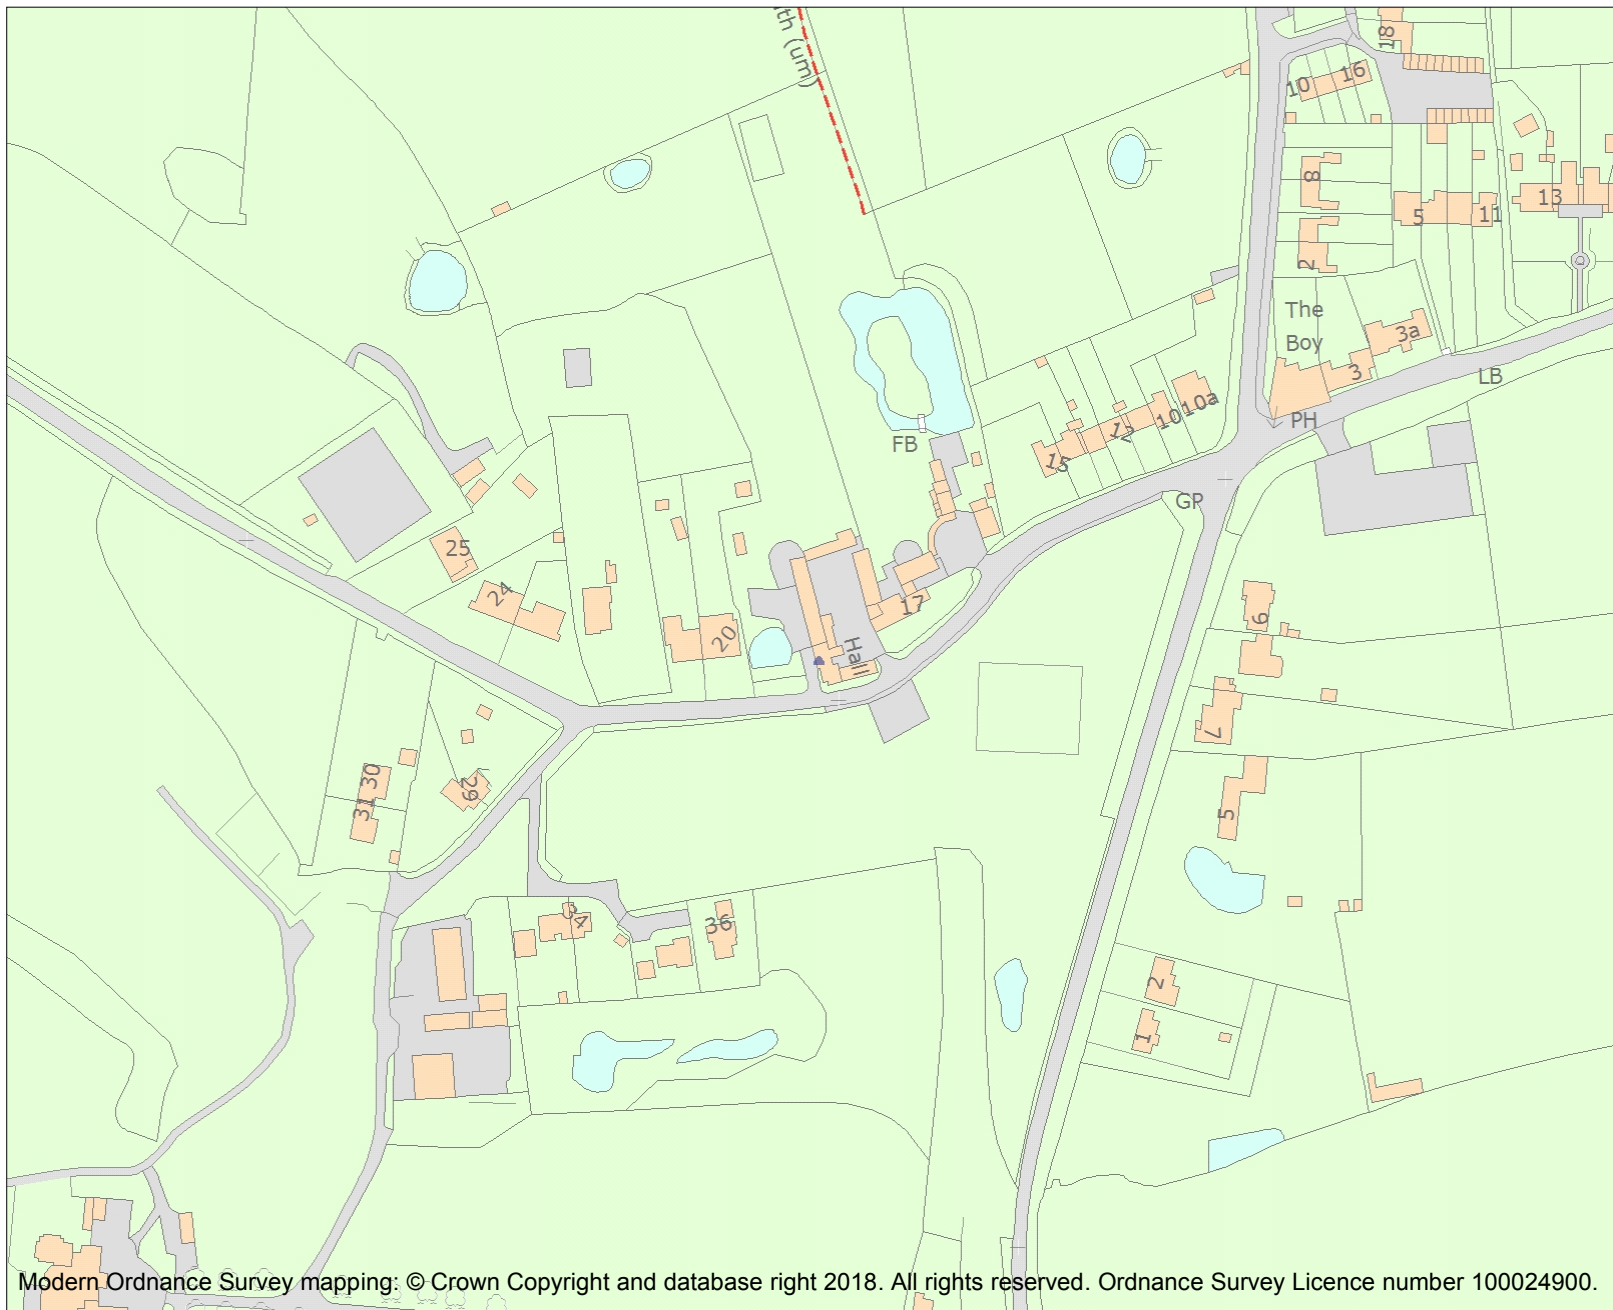 th (um)
18
10
16
8
5
11
13
2
The
Boy
3a
3
LB
PH
FB
12
10
10a
15
GP
25
24
20
17
Hall
6
7
30
31
29
5
34
36
2
1
Modern Ordnance Survey mapping: © Crown Copyright and database right 2018. All rights reserved. Ordnance Survey Licence number 100024900.